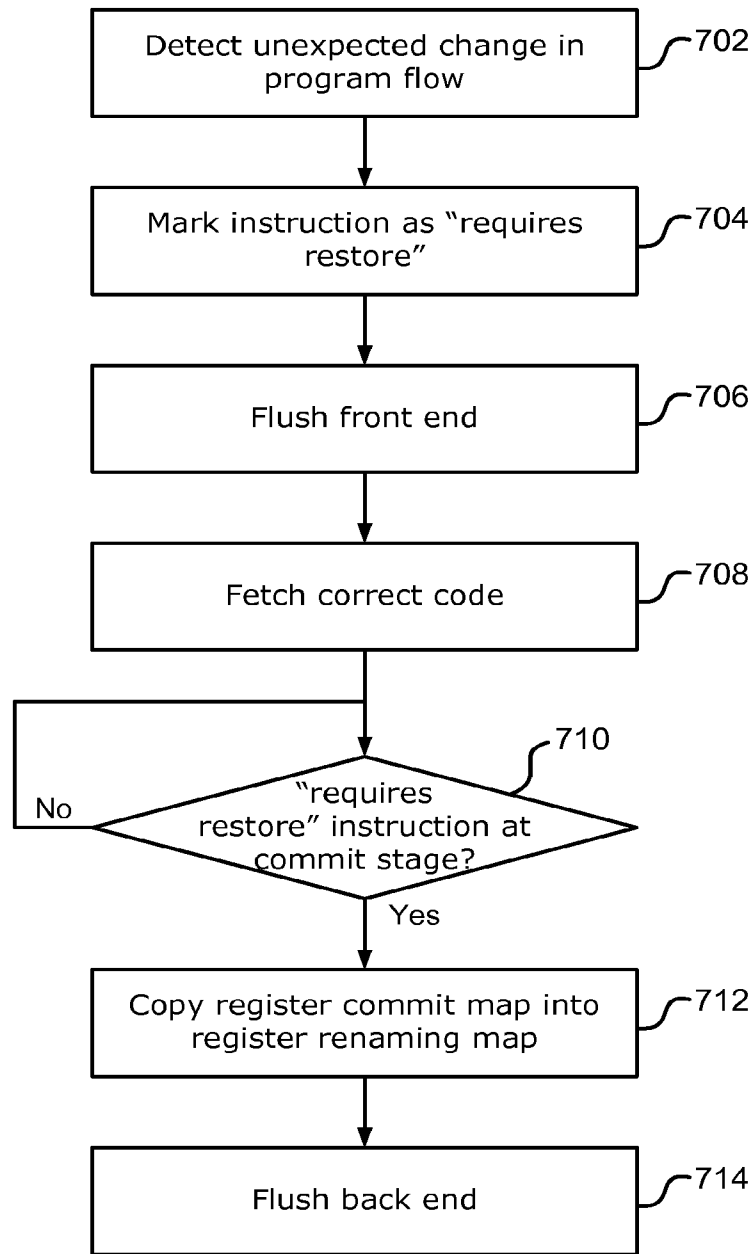 Detect unexpected change in
program flow
702
Mark instruction as “requires
restore”
704
Flush front end
706
Fetch correct code
708
710
“requires
restore” instruction at
commit stage?
No
Yes
Copy register commit map into
register renaming map
712
Flush back end
714